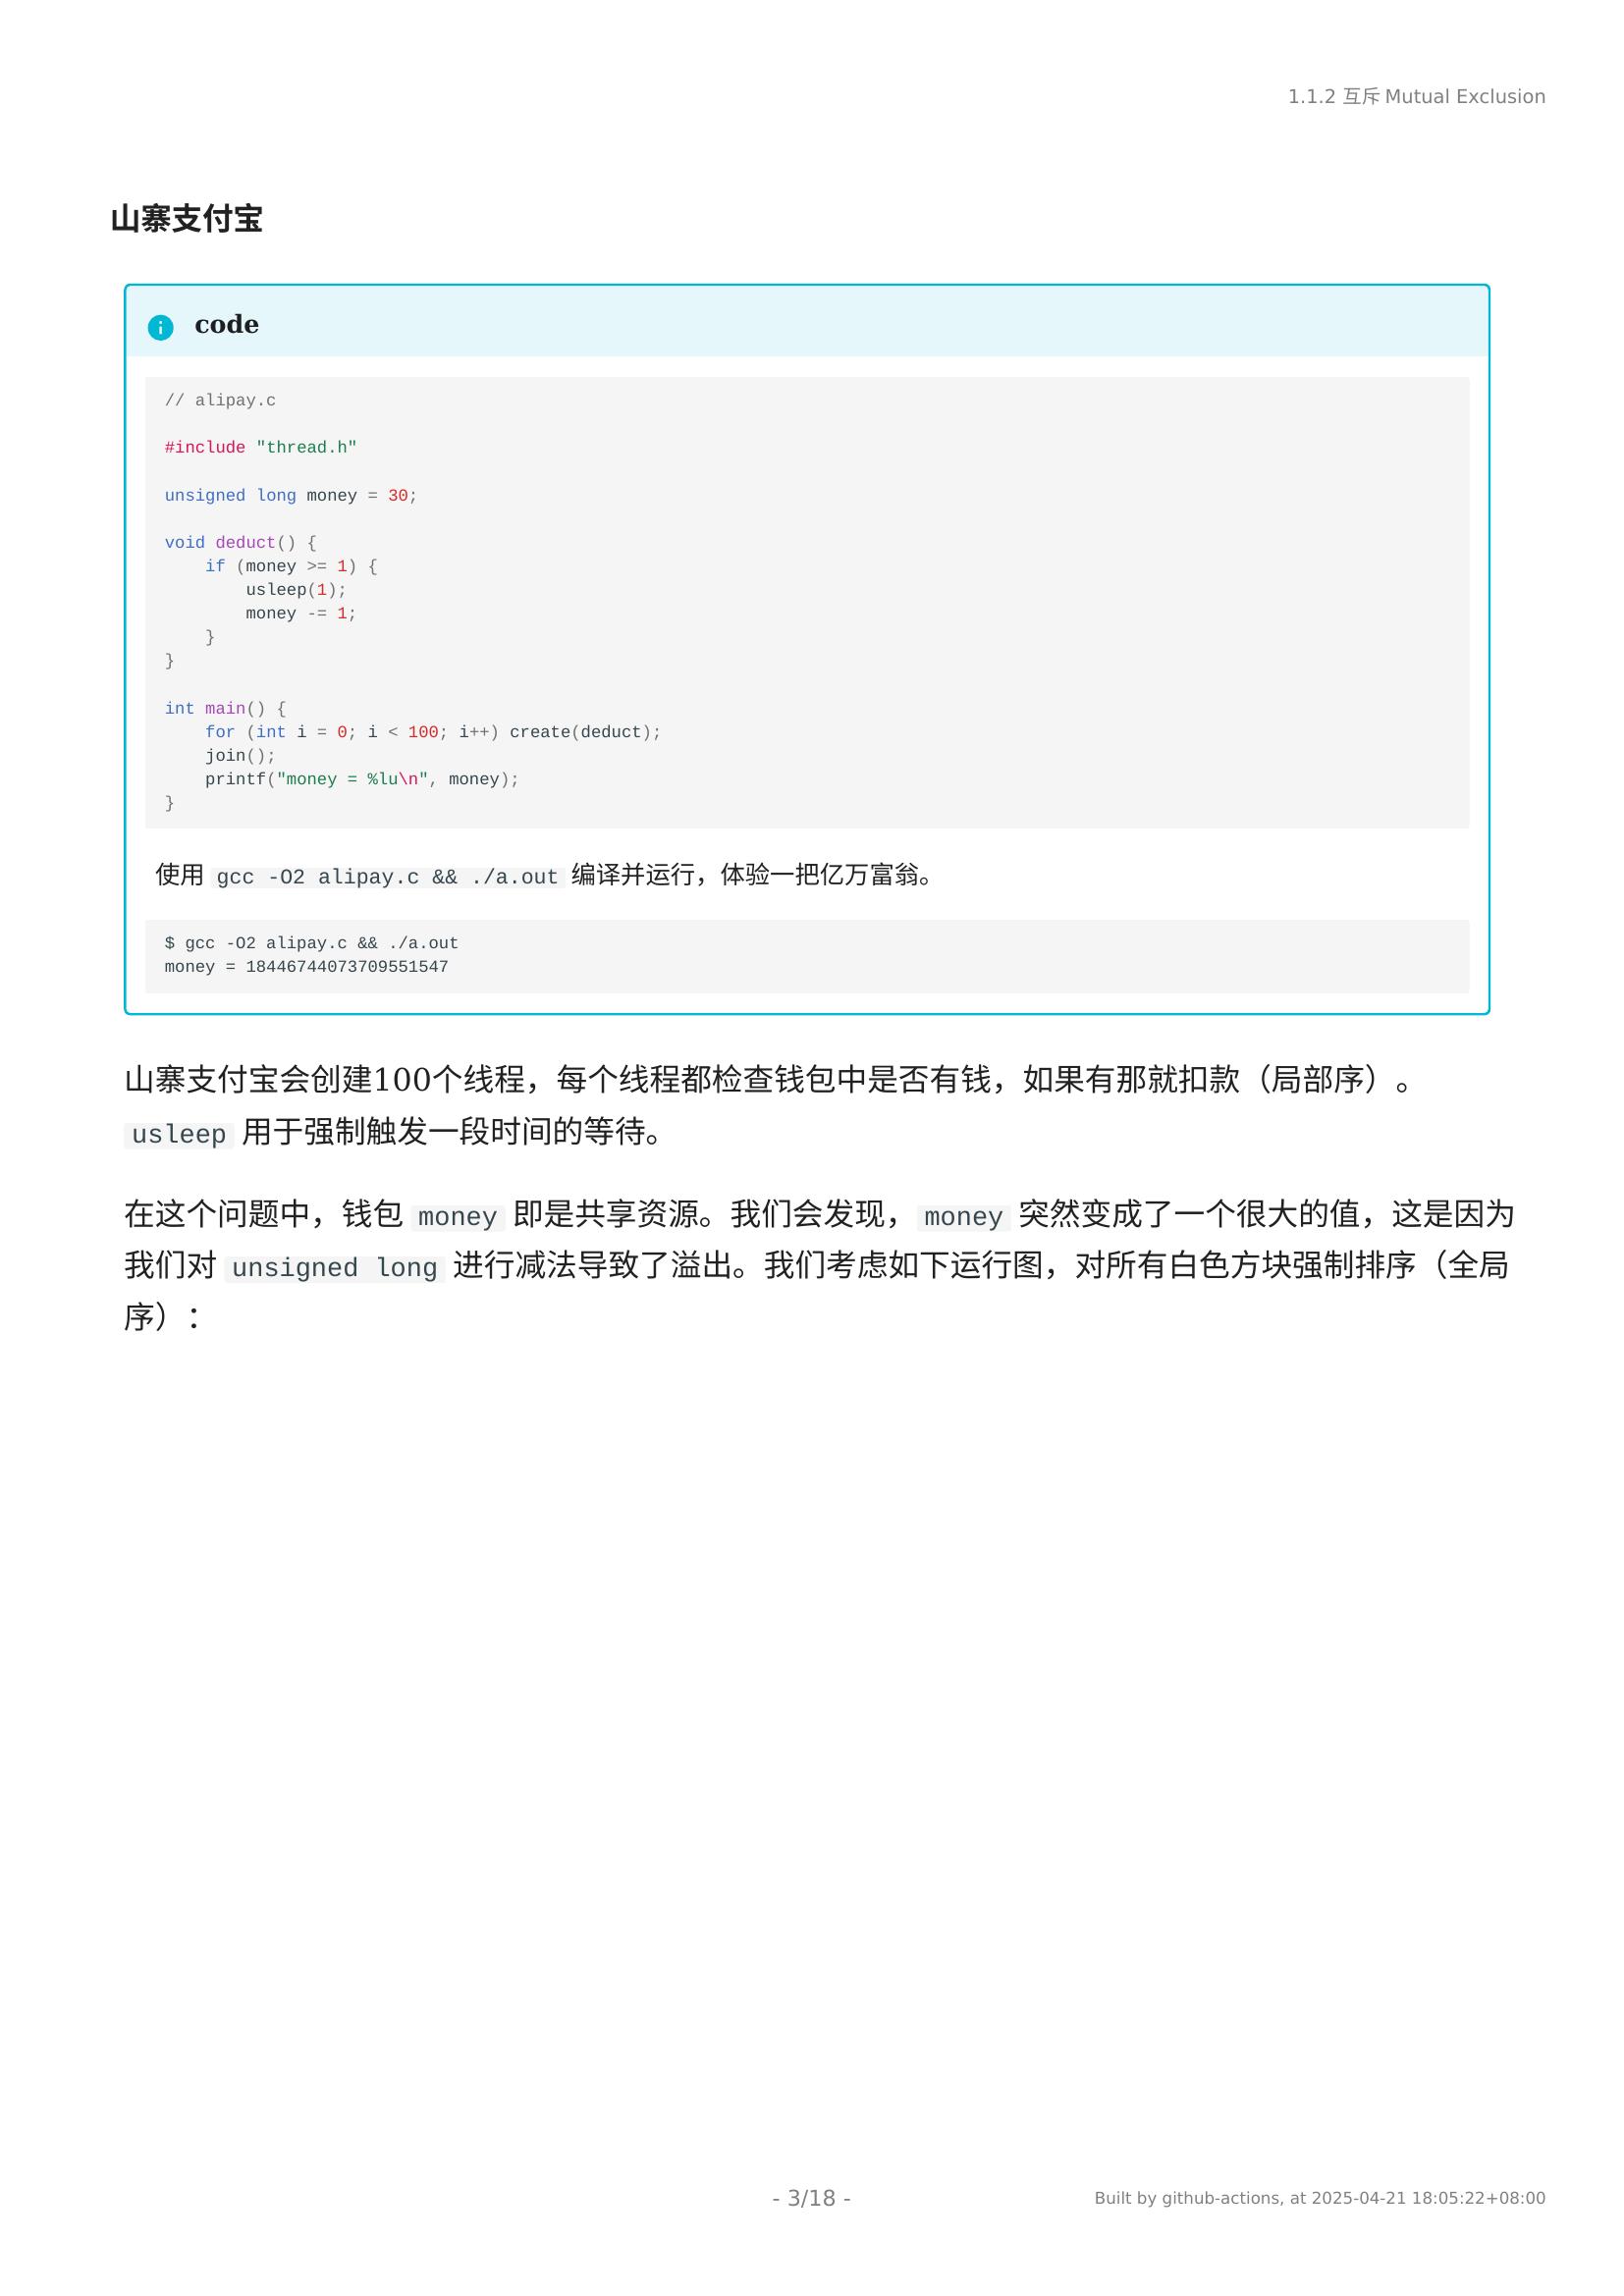 1.1.2 互斥 Mutual Exclusion
山寨支付宝
code
// alipay.c
#include "thread.h"
unsigned long money = 30;
void deduct() {
    if (money >= 1) {
        usleep(1);
        money -= 1;
    }
}
int main() {
    for (int i = 0; i < 100; i++) create(deduct);
    join();
    printf("money = %lu\n", money);
}
使用 gcc -O2 alipay.c && ./a.out 编译并运行，体验一把亿万富翁。
$ gcc -O2 alipay.c && ./a.out
money = 18446744073709551547
山寨支付宝会创建100个线程，每个线程都检查钱包中是否有钱，如果有那就扣款（局部序）。
usleep 用于强制触发一段时间的等待。
在这个问题中，钱包 money 即是共享资源。我们会发现，money 突然变成了一个很大的值，这是因为
我们对 unsigned long 进行减法导致了溢出。我们考虑如下运行图，对所有白色方块强制排序（全局
序）：
- 3/18 -
Built by github-actions, at 2025-04-21 18:05:22+08:00